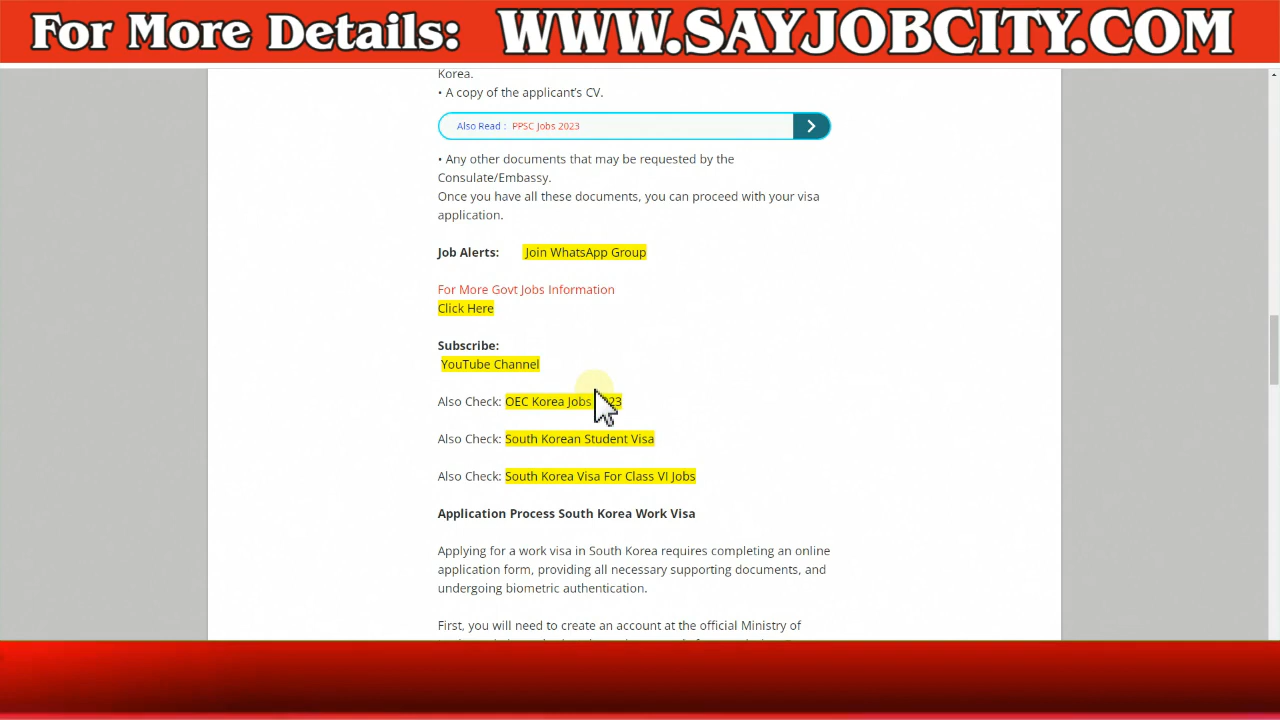 For More Details: WWW.SAYJOBCITY.COM
Korea.
• A copy of the applicant's CV.
Also Read : PPSC Jobs 2023
• Any other documents that may be requested by the
Consulate/Embassy.
Once you have all these documents, you can proceed with your visa
application.
Job Alerts: Join WhatsApp Group
For More Govt Jobs Information
Click Here
Subscribe:
YouTube Channel
Also Check: OEC Korea Jobs 23
Also Check: South Korean Student Visa
Also Check: South Korea Visa For Class VI Jobs
Application Process South Korea Work Visa
Applying for a work visa in South Korea requires completing an online
application form, providing all necessary supporting documents, and
undergoing biometric authentication.
First, you will need to create an account at the official Ministry of